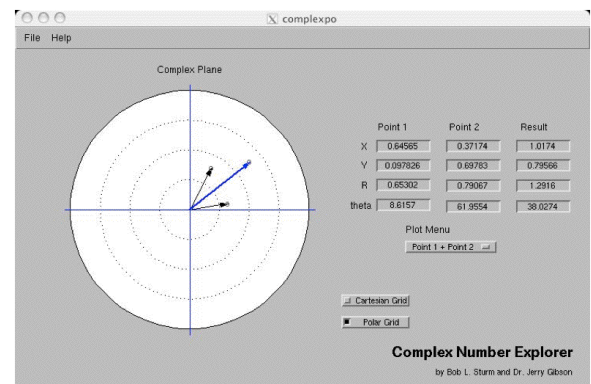 complexpo
File Help
Complex Plane
Point 1 Point 2 Result
X 0.64565 0.37174 1.0174
Y 0.097826 0.69783 0.79566
R 0.65302 0.79067 1.2916
theta 8.6157 61.9554 38.0274
Plot Menu
Point 1 + Point 2
Cartesian Grid
Polar Grid
Complex Number Explorer
by Bob L. Sturm and Dr. Jerry Gibson